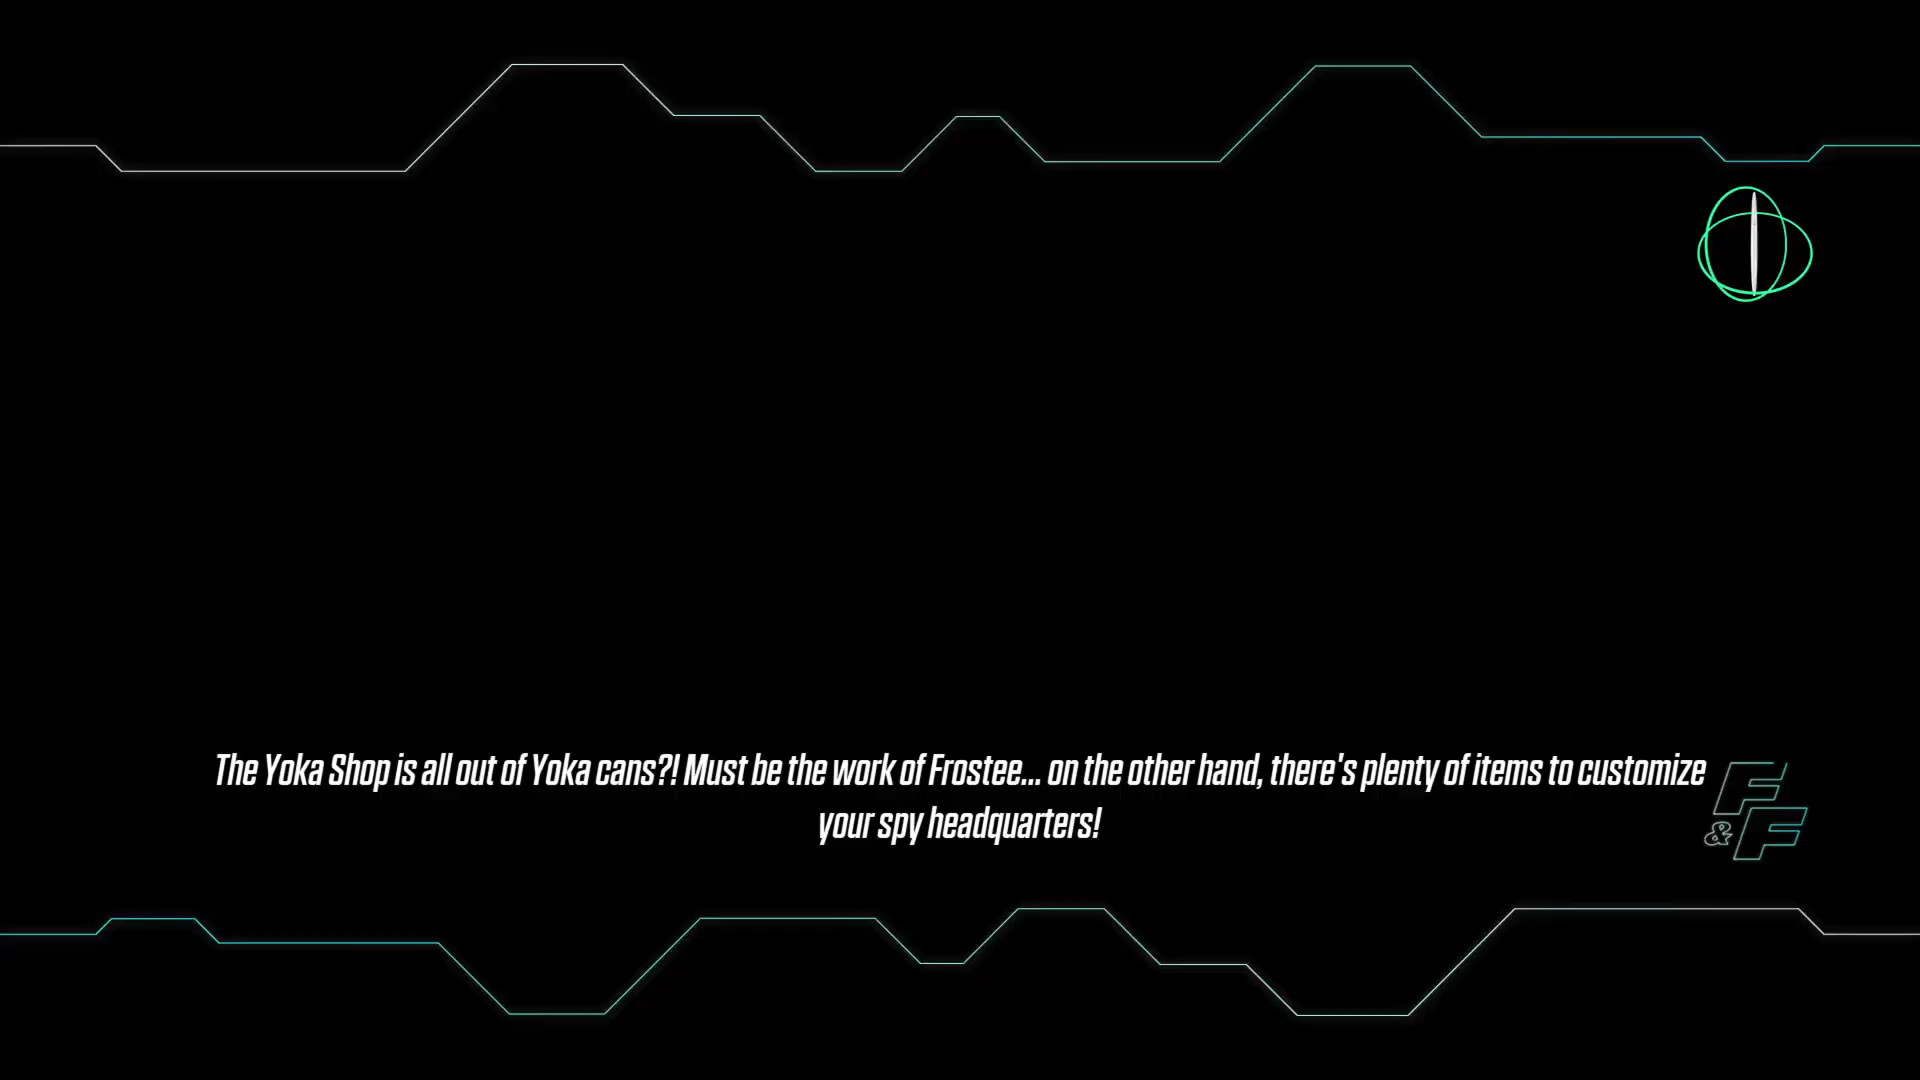 The Yoka Shop is all out of Yoka cans?! Must be the work of Frostee... on the other hand, there's plenty of items to customize
your spy headquarters!
F
&F